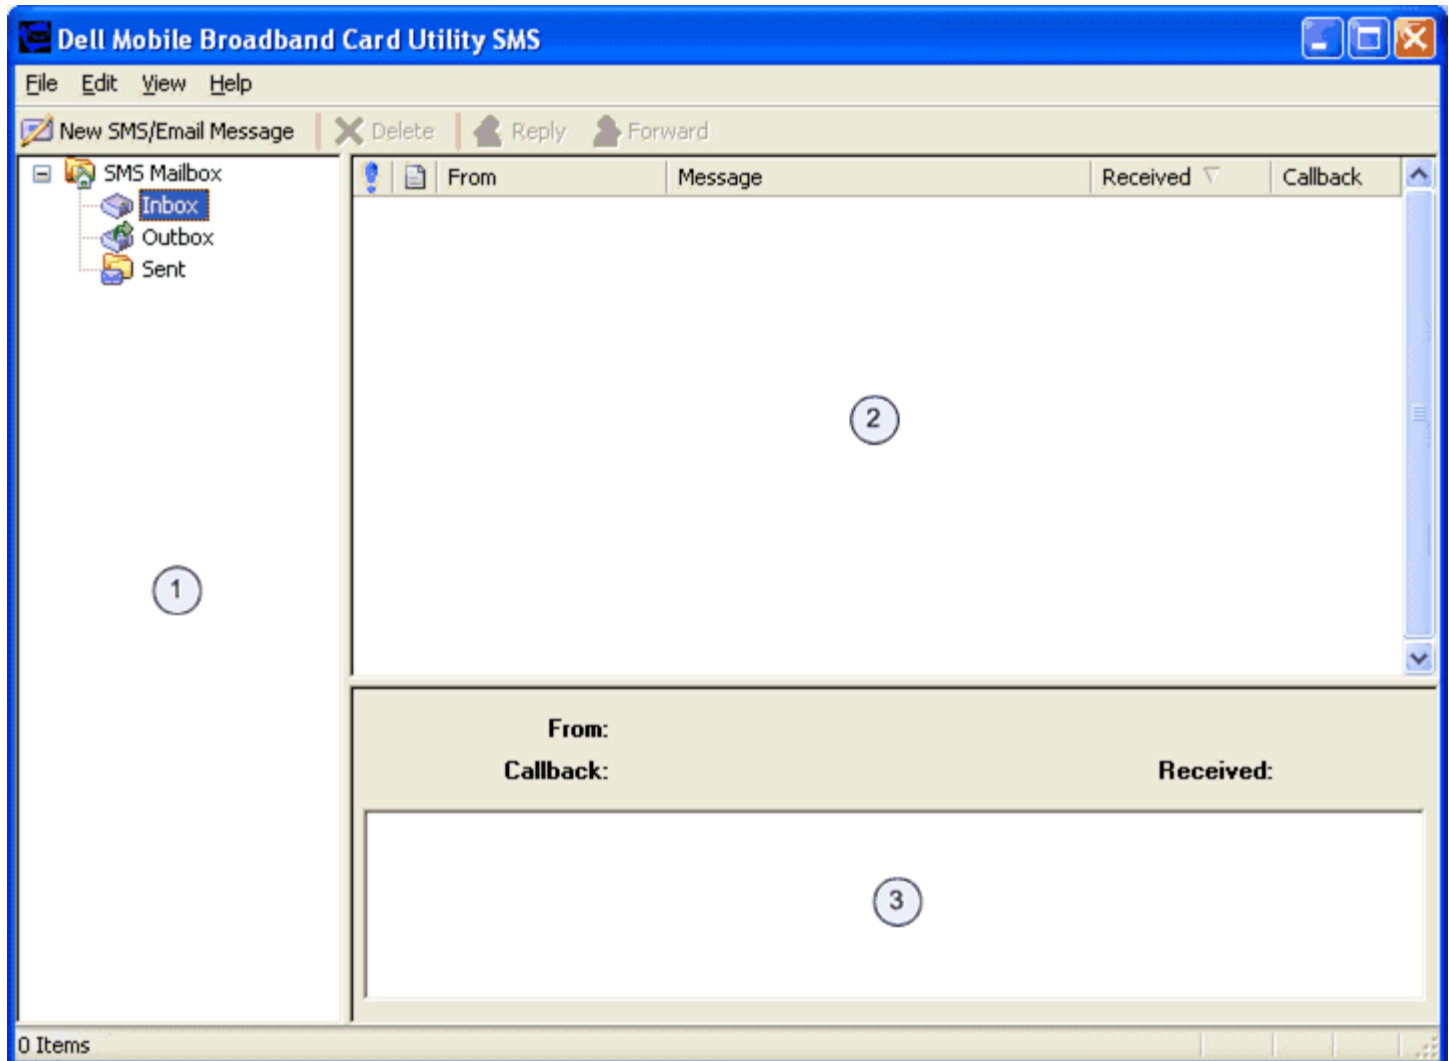 Dell Mobile Broadband Card Utility SMS
File Edit View Help
New SMS/Email Message Delete Reply Forward
SMS Mailbox
Inbox
Outbox
Sent
From Message Received Callback
2
1
From:
Callback: Received:
3
0 Items